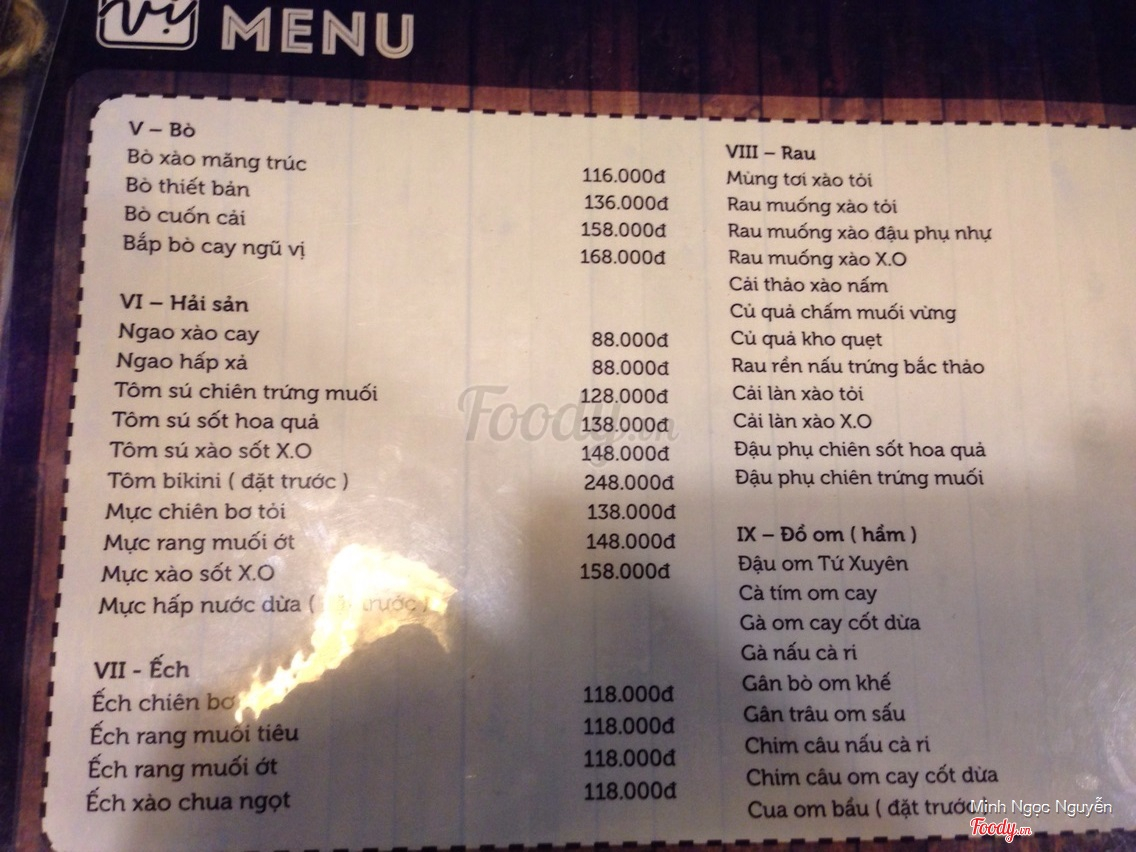 Vị MENU
V – Bò
Bò xào măng trúc 116.000đ
Bò thiết bản 136.000đ
Bò cuốn cải 158.000đ
Bắp bò cay ngũ vị 168.000đ
VI – Hải sản
Ngao xào cay 88.000đ
Ngao hấp xả 88.000đ
Tôm sú chiên trứng muối 128.000đ
Tôm sú sốt hoa quả 138.000đ
Tôm sú xào sốt X.O 148.000đ
Tôm bikini ( đặt trước ) 248.000đ
Mực chiên bơ tỏi 138.000đ
Mực rang muối ớt 148.000đ
Mực xào sốt X.O 158.000đ
Mực hấp nước dừa ( trước )
VII - Ếch
Ếch chiên bơ 118.000đ
Ếch rang muối tiêu 118.000đ
Ếch rang muối ớt 118.000đ
Ếch xào chua ngọt 118.000đ
VIII – Rau
Mùng tơi xào tỏi
Rau muống xào tỏi
Rau muống xào đậu phụ nhự
Rau muống xào X.O
Cải thảo xào nấm
Củ quả chấm muối vừng
Củ quả kho quẹt
Rau rền nấu trứng bắc thảo
Cải làn xào tỏi
Cải làn xào X.O
Đậu phụ chiên sốt hoa quả
Đậu phụ chiên trứng muối
IX – Đồ om ( hầm )
Đậu om Tứ Xuyên
Cà tím om cay
Gà om cay cốt dừa
Gà nấu cà ri
Gân bò om khế
Gân trâu om sấu
Chim câu nấu cà ri
Chim câu om cay cốt dừa
Cua om bầu ( đặt trước
Foody.vn
Minh Ngọc Nguyễn
Foody.vn